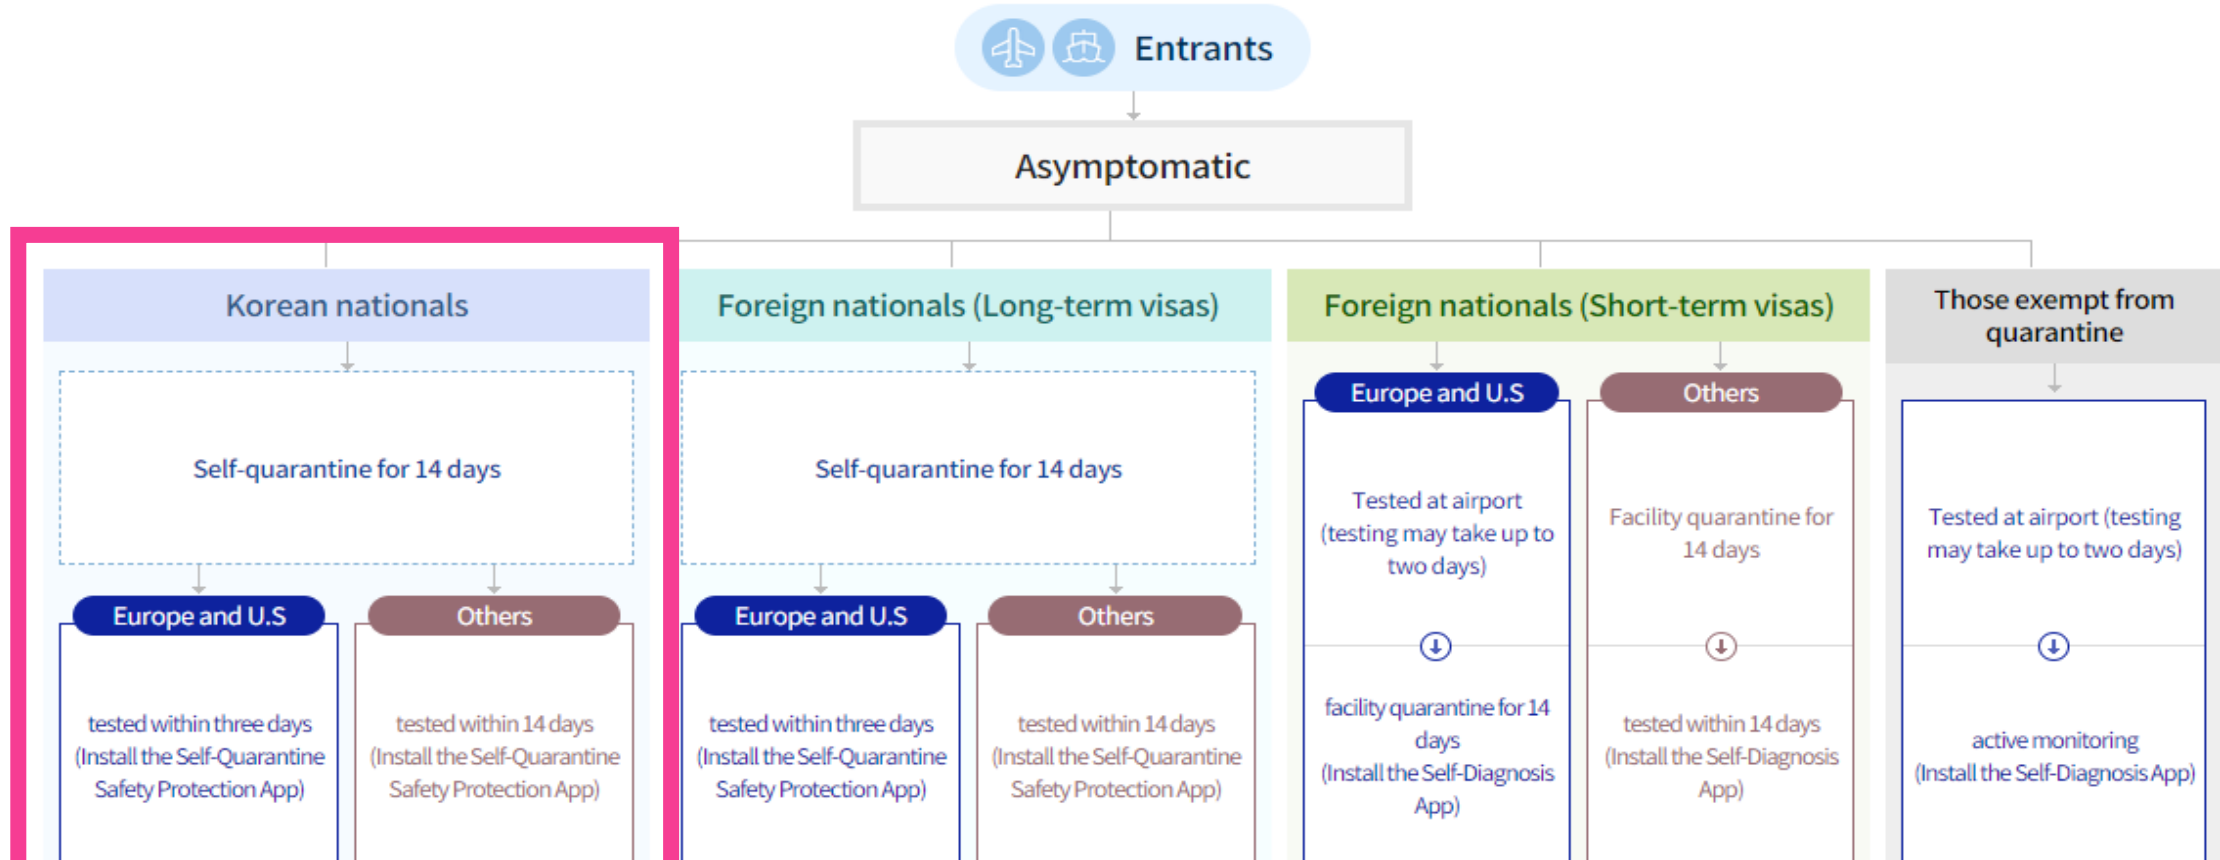 Entrants
Asymptomatic
Korean nationals
Self-quarantine for 14 days
Europe and U.S
tested within three days
(Install the Self-Quarantine
Safety Protection App)
Others
tested within 14 days
(Install the Self-Quarantine
Safety Protection App)
Foreign nationals (Long-term visas)
Self-quarantine for 14 days
Europe and U.S
tested within three days
(Install the Self-Quarantine
Safety Protection App)
Others
tested within 14 days
(Install the Self-Quarantine
Safety Protection App)
Foreign nationals (Short-term visas)
Europe and U.S
Tested at airport
(testing may take up to
two days)
facility quarantine for 14
days
(Install the Self-Diagnosis
App)
Others
Facility quarantine for
14 days
tested within 14 days
(Install the Self-Diagnosis
App)
Those exempt from
quarantine
Tested at airport (testing
may take up to two days)
active monitoring
(Install the Self-Diagnosis App)